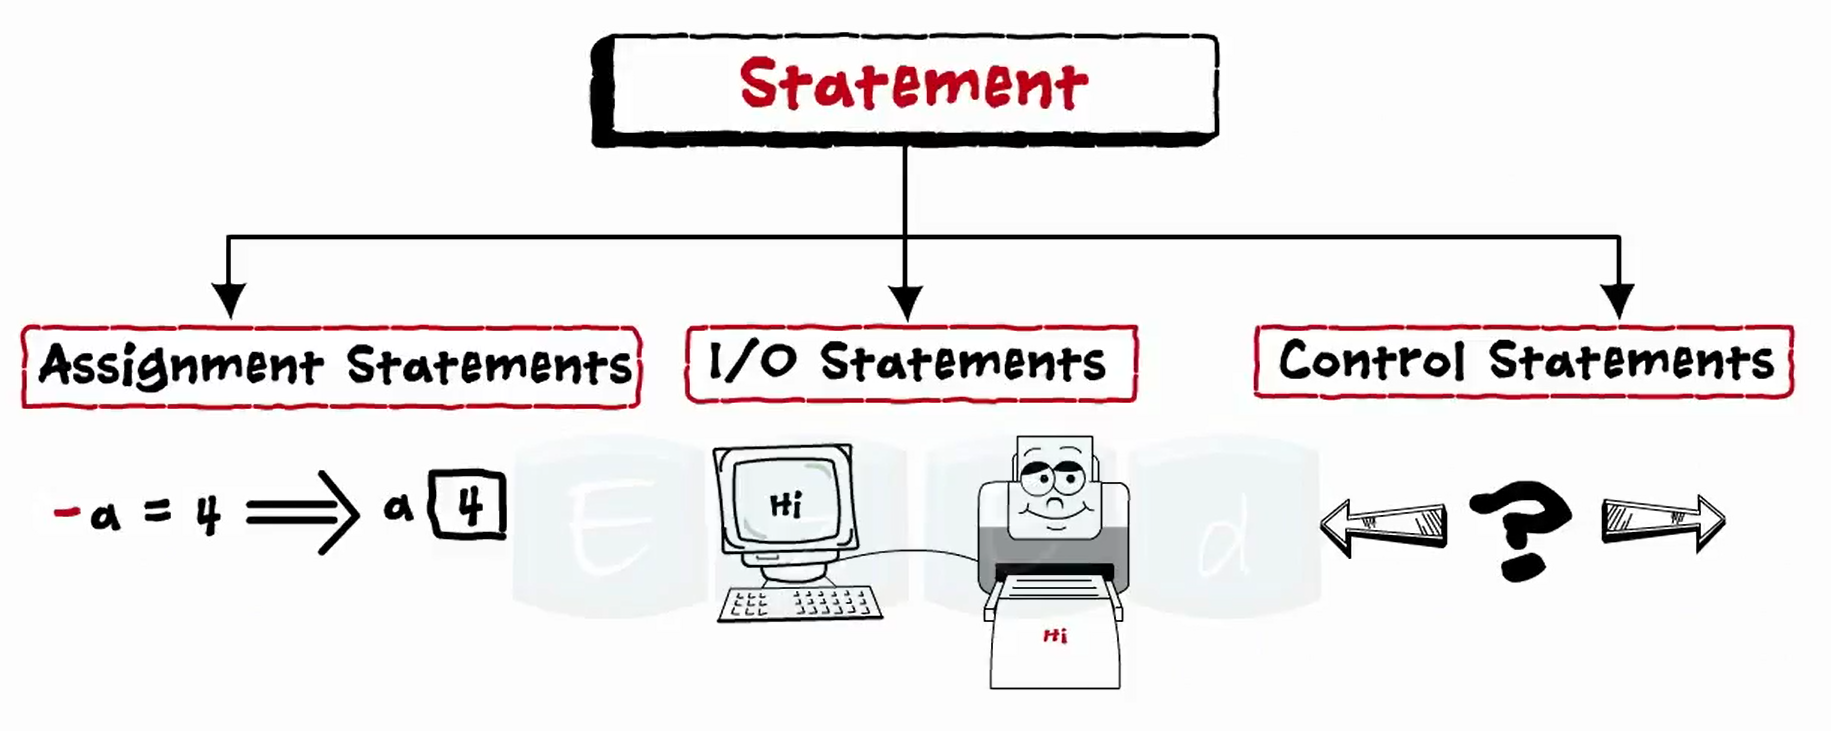 Statement
Assignment Statements
I/O Statements
Control Statements
- a = 4 ⟹ a 4
Hi
?
Hi
E
d